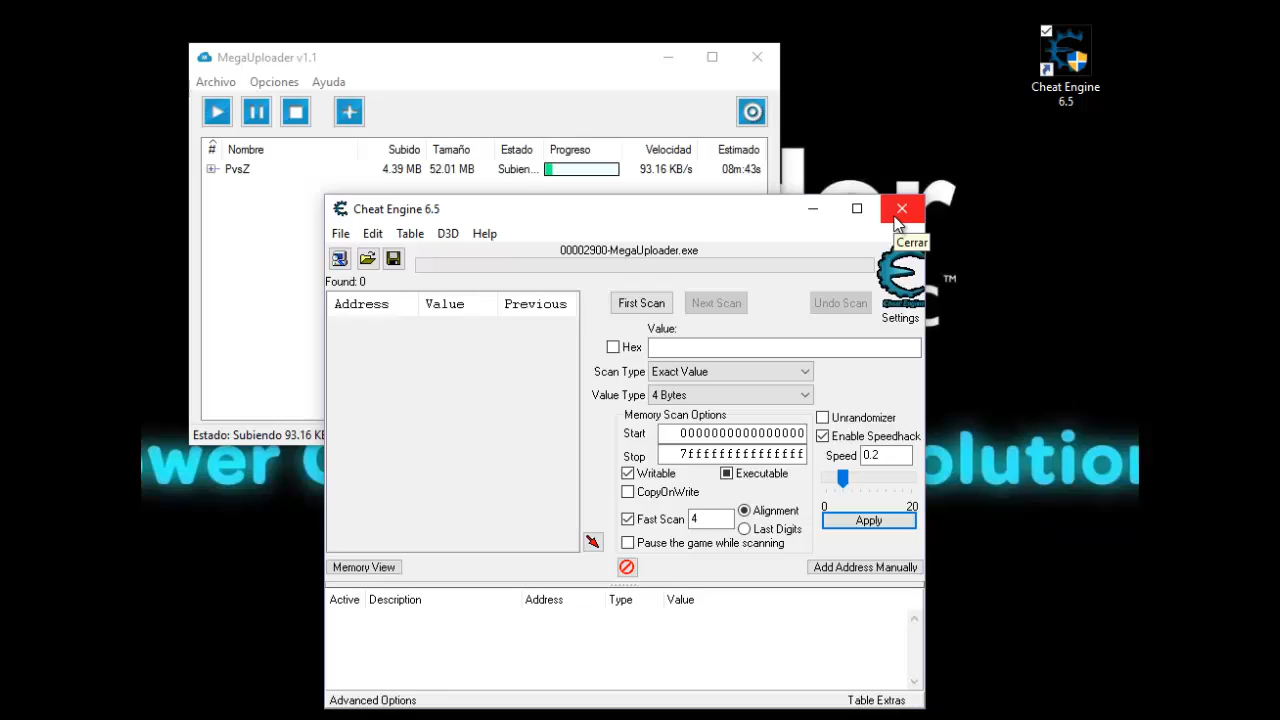 MegaUploader v1.1
Archivo Opciones Ayuda
# Nombre Subido Tamaño Estado Progreso Velocidad Estimado
PvsZ 4.39 MB 52.01 MB Subien... 93.16 KB/s 08m:43s
Estado: Subiendo 93.16 KB
Cheat Engine
6.5
Cheat Engine 6.5
File Edit Table D3D Help
00002900-MegaUploader.exe
Cerrar
Found: 0
Address Value Previous
First Scan Next Scan Undo Scan
Cheat Engine
Settings
Value:
Hex
Scan Type Exact Value
Value Type 4 Bytes
Memory Scan Options
Start 0000000000000000
Stop 7fffffffffffffff
Writable Executable
CopyOnWrite
Fast Scan 4 Alignment
Last Digits
Pause the game while scanning
Unrandomizer
Enable Speedhack
Speed 0.2
0 20
Apply
Memory View Add Address Manually
Active Description Address Type Value
Advanced Options Table Extras
ower
olution
TM